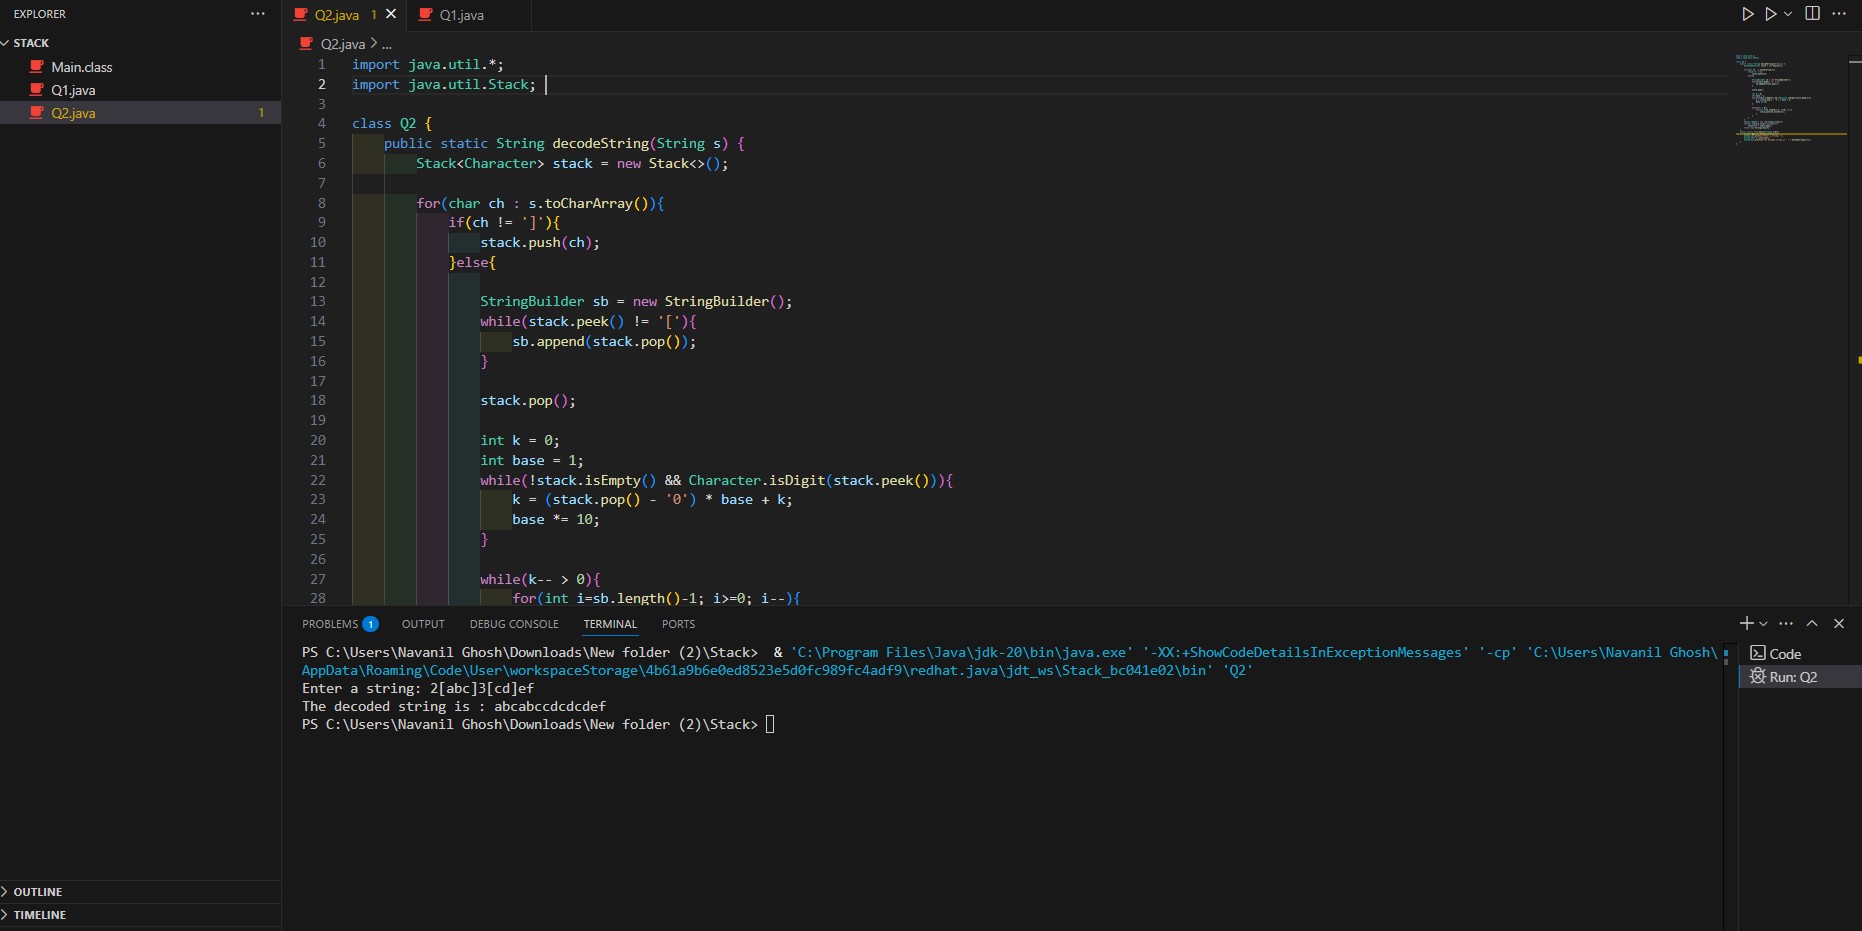 EXPLORER
STACK
Main.class
Q1.java
Q2.java 1
Q2.java 1
Q1.java
Q2.java > ...
1 import java.util.*;
2 import java.util.Stack;
3
4 class Q2 {
5 public static String decodeString(String s) {
6 Stack<Character> stack = new Stack<>();
7
8 for(char ch : s.toCharArray()){
9 if(ch != ']'){
10 stack.push(ch);
11 }else{
12
13 StringBuilder sb = new StringBuilder();
14 while(stack.peek() != '['){
15 sb.append(stack.pop());
16 }
17
18 stack.pop();
19
20 int k = 0;
21 int base = 1;
22 while(!stack.isEmpty() && Character.isDigit(stack.peek())){
23 k = (stack.pop() - '0') * base + k;
24 base *= 10;
25 }
26
27 while(k-- > 0){
28 for(int i=sb.length()-1; i>=0; i--){
PROBLEMS 1 OUTPUT DEBUG CONSOLE TERMINAL PORTS
PS C:\Users\Navanil Ghosh\Downloads\New folder (2)\Stack> & 'C:\Program Files\Java\jdk-20\bin\java.exe' '-XX:+ShowCodeDetailsInExceptionMessages' '-cp' 'C:\Users\Navanil Ghosh\
AppData\Roaming\Code\User\workspaceStorage\4b61a9b6e0ed8523e5d0fc989fc4adf9\redhat.java\jdt_ws\Stack_bc041e02\bin' 'Q2'
Enter a string: 2[abc]3[cd]ef
The decoded string is : abcabccdcdcdef
PS C:\Users\Navanil Ghosh\Downloads\New folder (2)\Stack>
Code
Run: Q2
OUTLINE
TIMELINE